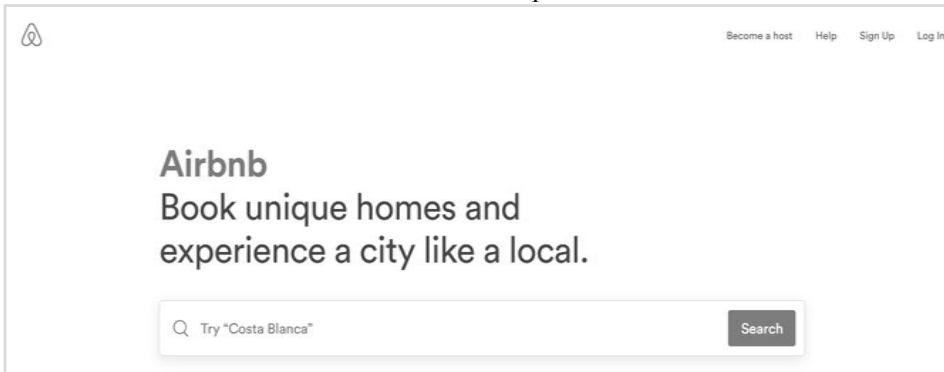 Become a host Help Sign Up Log In
Airbnb
Book unique homes and
experience a city like a local.
Try “Costa Blanca” Search